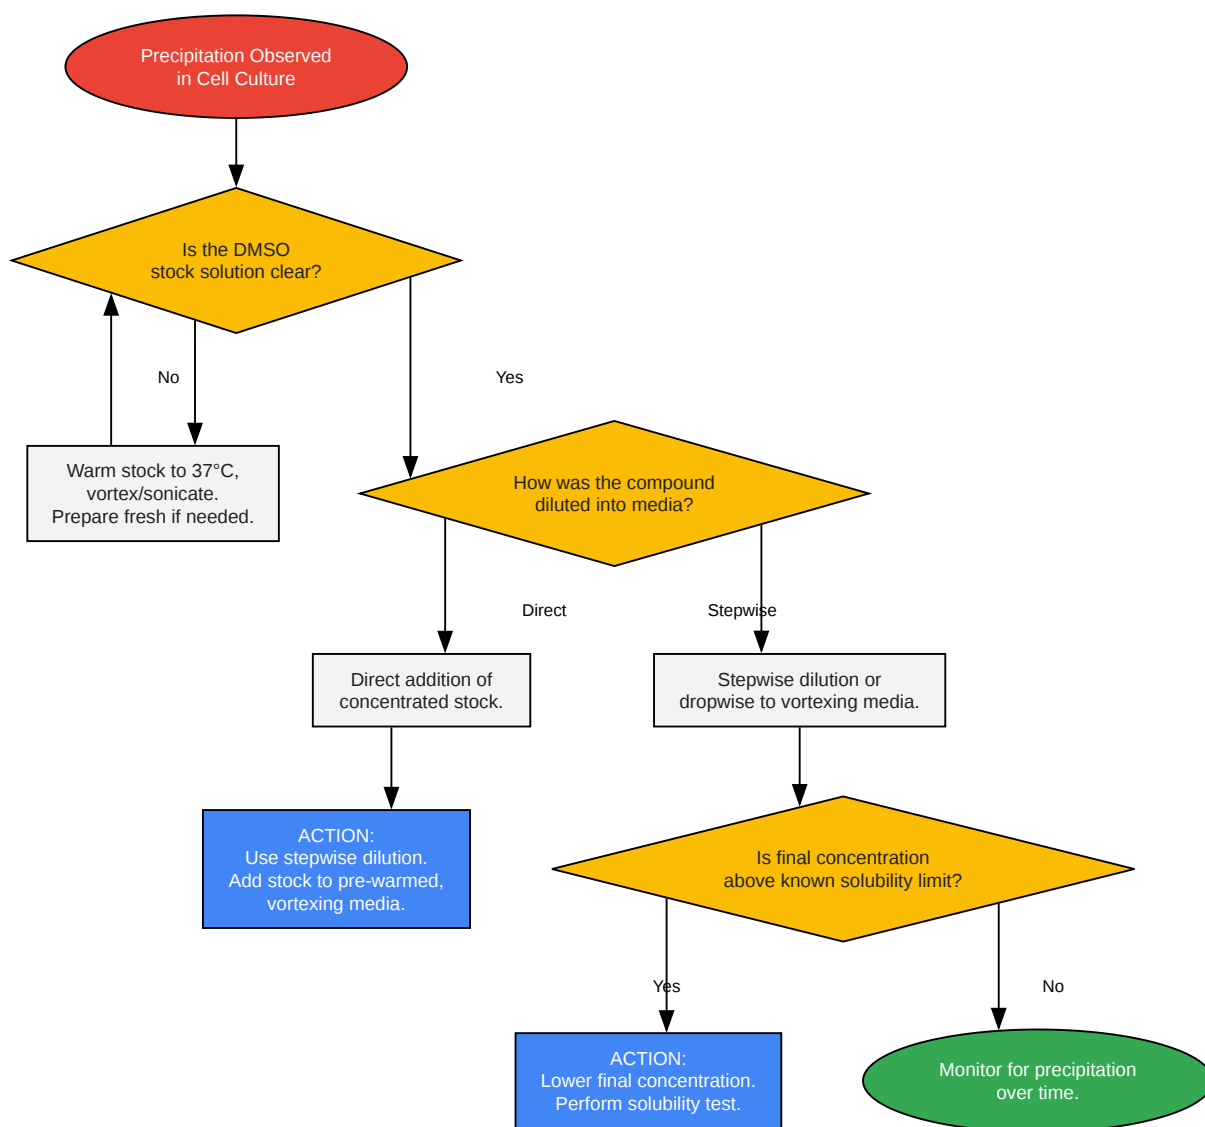 Precipitation Observed
in Cell Culture
Is the DMSO
stock solution clear?
No
Yes
Warm stock to 37°C,
vortex/sonicate.
Prepare fresh if needed.
How was the compound
diluted into media?
Direct
Stepwise
Direct addition of
concentrated stock.
Stepwise dilution or
dropwise to vortexing media.
ACTION:
Use stepwise dilution.
Add stock to pre-warmed,
vortexing media.
Is final concentration
above known solubility limit?
Yes
No
ACTION:
Lower final concentration.
Perform solubility test.
Monitor for precipitation
over time.